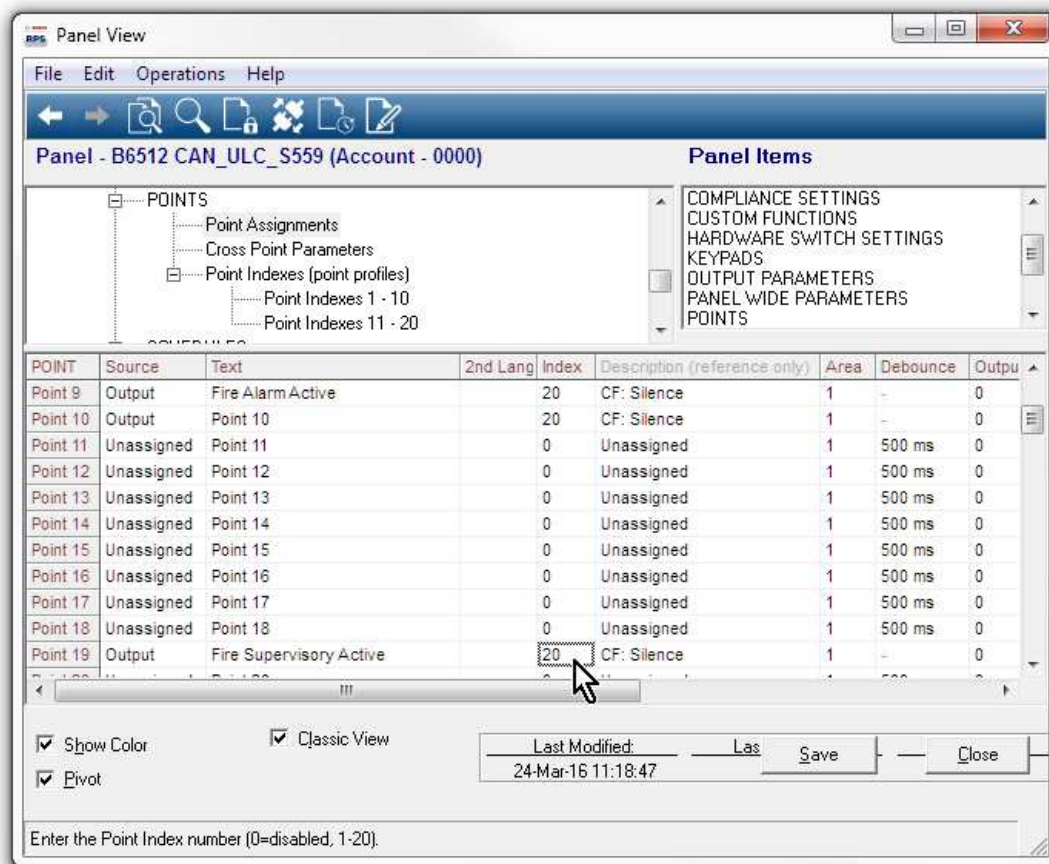 RPS Panel View
File Edit Operations Help
Panel - B6512 CAN_ULC_S559 (Account - 0000)
Panel Items
POINTS
Point Assignments
Cross Point Parameters
Point Indexes (point profiles)
Point Indexes 1 - 10
Point Indexes 11 - 20
COMPLIANCE SETTINGS
CUSTOM FUNCTIONS
HARDWARE SWITCH SETTINGS
KEYPADS
OUTPUT PARAMETERS
PANEL WIDE PARAMETERS
POINTS
POINT Source Text 2nd Lang Index Description (reference only) Area Debounce Outpu
Point 9 Output Fire Alarm Active 20 CF: Silence 1 - 0
Point 10 Output Point 10 20 CF: Silence 1 - 0
Point 11 Unassigned Point 11 0 Unassigned 1 500 ms 0
Point 12 Unassigned Point 12 0 Unassigned 1 500 ms 0
Point 13 Unassigned Point 13 0 Unassigned 1 500 ms 0
Point 14 Unassigned Point 14 0 Unassigned 1 500 ms 0
Point 15 Unassigned Point 15 0 Unassigned 1 500 ms 0
Point 16 Unassigned Point 16 0 Unassigned 1 500 ms 0
Point 17 Unassigned Point 17 0 Unassigned 1 500 ms 0
Point 18 Unassigned Point 18 0 Unassigned 1 500 ms 0
Point 19 Output Fire Supervisory Active 20 CF: Silence 1 - 0
Show Color
Classic View
Pivot
Last Modified:
24-Mar-16 11:18:47
Las
Save
Close
Enter the Point Index number (0=disabled, 1-20).